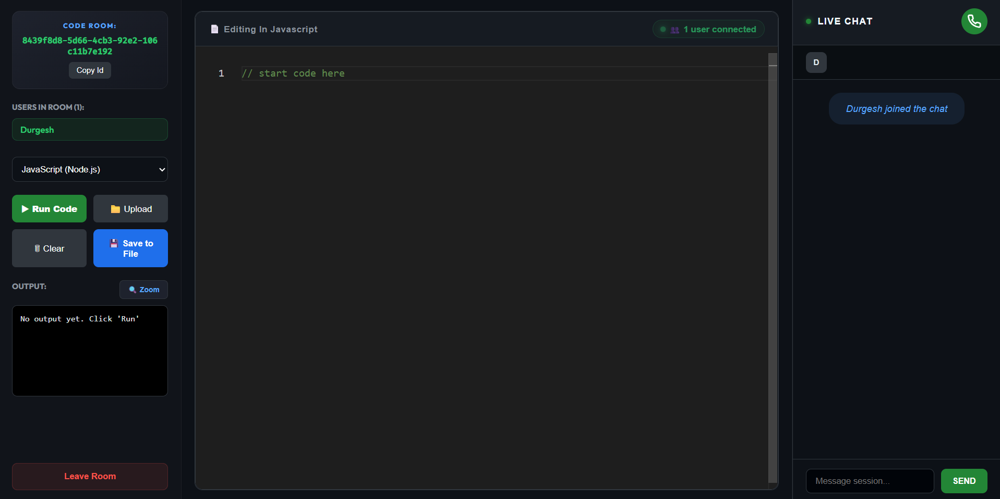 CODE ROOM:
8439f8d8-5d66-4cb3-92e2-106
c11b7e192
Copy Id
USERS IN ROOM (1):
Durgesh
JavaScript (Node.js)
Run Code
Upload
Clear
Save to
File
OUTPUT:
Zoom
No output yet. Click 'Run'
Leave Room
Editing In Javascript
1 user connected
1 // start code here
LIVE CHAT
D
Durgesh joined the chat
Message session...
SEND